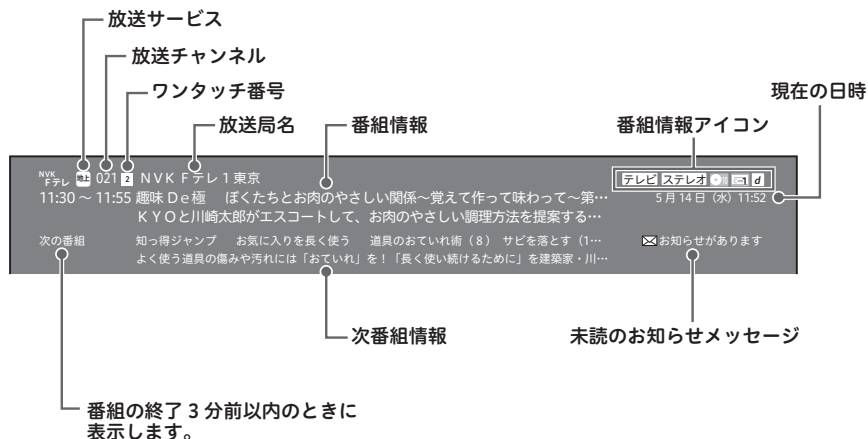 放送サービス
放送チャンネル
ワンタッチ番号
放送局名
番組情報
番組情報アイコン
現在の日時
NVK
Fテレ 地上 021 2 NVK Fテレ1東京
テレビ ステレオ 1 d
11:30 ~ 11:55 趣味 De極 ぼくたちとお肉のやさしい関係~覚えて作って味わって~第…
5月14日(水) 11:52
KYOと川崎太郎がエスコートして、お肉のやさしい調理方法を提案する…
次の番組 知っ得ジャンプ お気に入りを長く使う 道具のおていれ術(8) サビを落とす(1…
お知らせがあります
よく使う道具の傷みや汚れには「おていれ」を!「長く使い続けるために」を建築家・川…
次番組情報
未読のお知らせメッセージ
番組の終了3分前以内のときに
表示します。